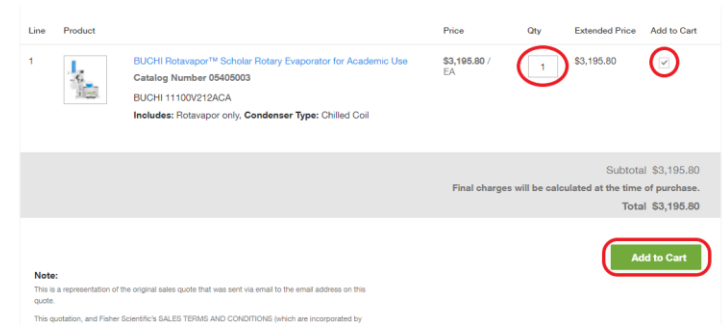 Line Product Price Qty Extended Price Add to Cart
1 BUCHI Rotavapor™ Scholar Rotary Evaporator for Academic Use $3,195.80 / 1 $3,195.80
EA
Catalog Number 05405003
BUCHI 11100V212ACA
Includes: Rotavapor only, Condenser Type: Chilled Coil
Subtotal $3,195.80
Final charges will be calculated at the time of purchase.
Total $3,195.80
Add to Cart
Note:
This is a representation of the original sales quote that was sent via email to the email address on this
quote.
This quotation, and Fisher Scientific's SALES TERMS AND CONDITIONS (which are incorporated by